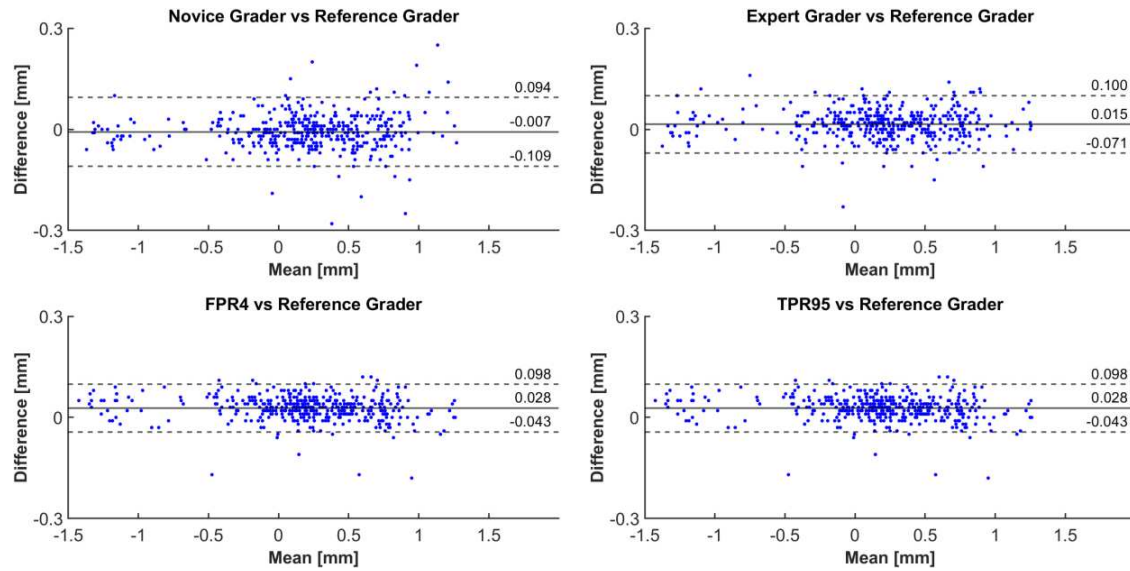 Novice Grader vs Reference Grader
0.3
0.094
Difference [mm]
0
-0.007
-0.109
-0.3
-1.5 -1 -0.5 0 0.5 1 1.5
Mean [mm]
Expert Grader vs Reference Grader
0.3
0.100
Difference [mm]
0.015
0
-0.071
-0.3
-1.5 -1 -0.5 0 0.5 1 1.5
Mean [mm]
FPR4 vs Reference Grader
0.3
0.098
Difference [mm]
0.028
0
-0.043
-0.3
-1.5 -1 -0.5 0 0.5 1 1.5
Mean [mm]
TPR95 vs Reference Grader
0.3
0.098
Difference [mm]
0.028
0
-0.043
-0.3
-1.5 -1 -0.5 0 0.5 1 1.5
Mean [mm]